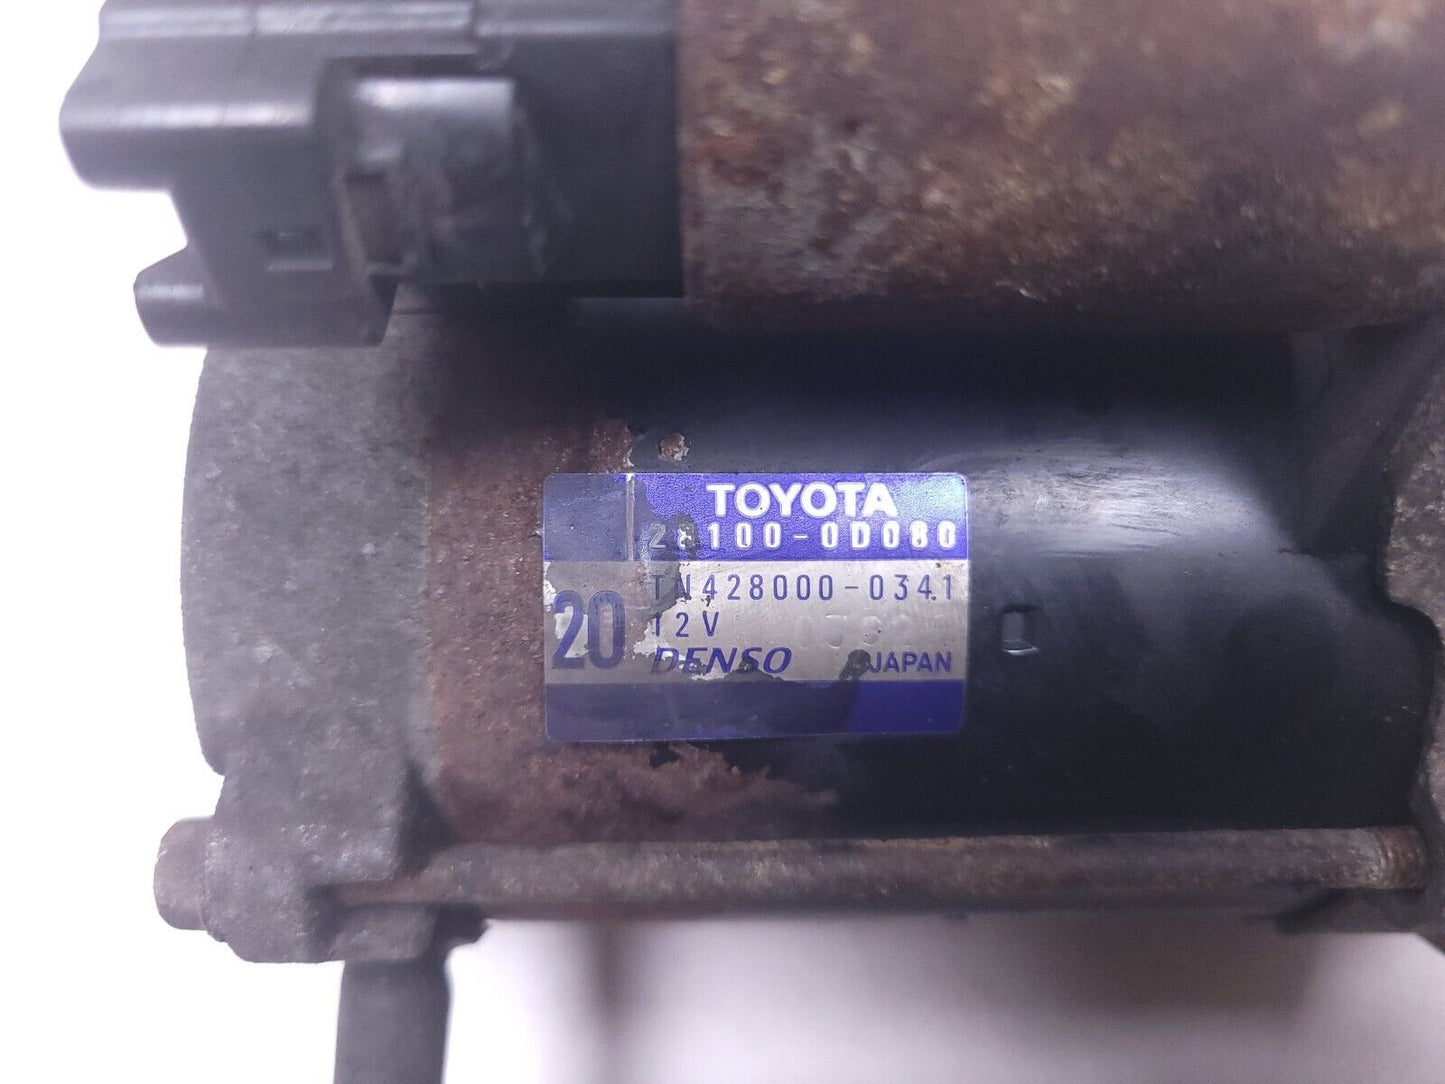 TOYOTA
28100-0D080
TN428000-0341
20
12V
DENSO JAPAN